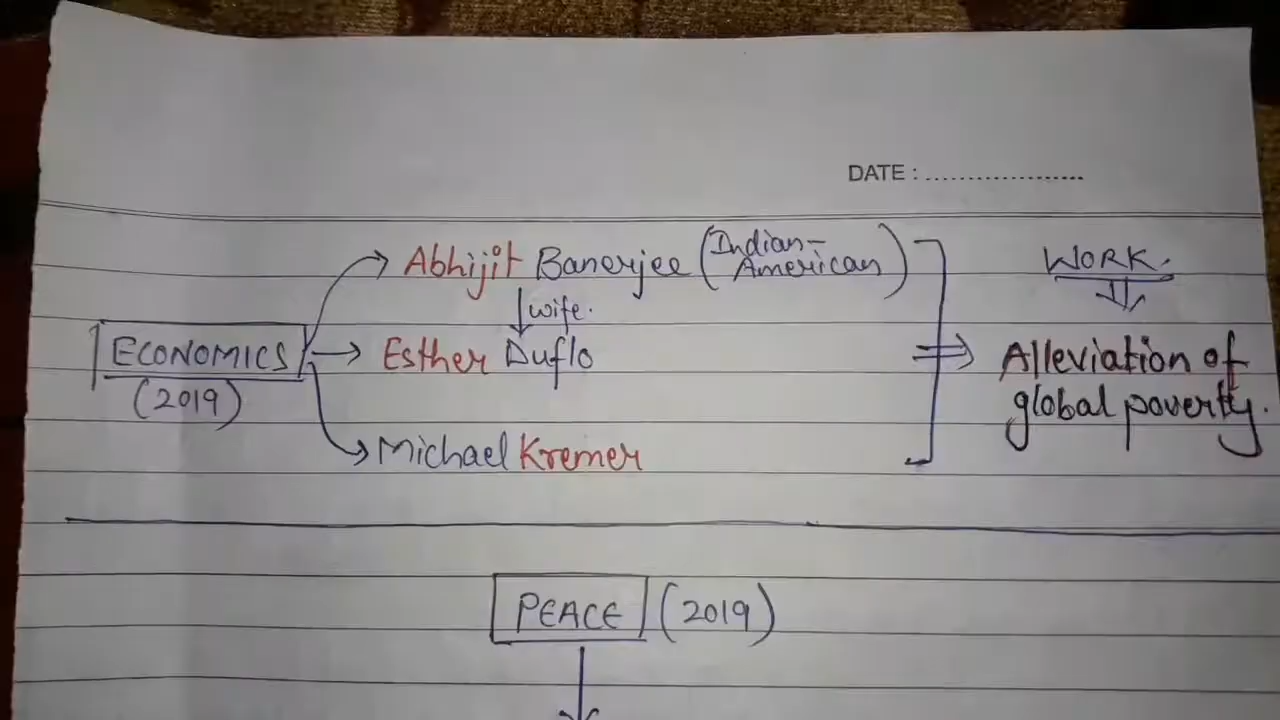 DATE : ...................
Abhijit Banerjee (Indian-
American)
WORK.
wife.
ECONOMICS
(2019)
Esther Duflo
Alleviation of
global poverty.
Michael Kremer
PEACE (2019)